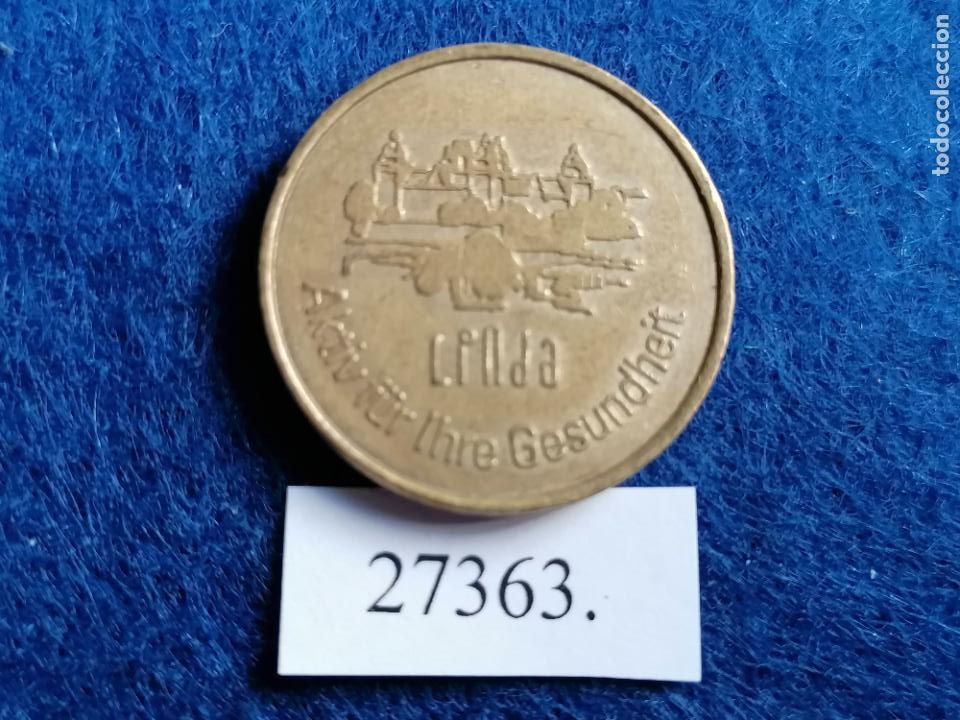 Linda
Aktiv für Ihre Gesundheit
27363.
todocoleccion